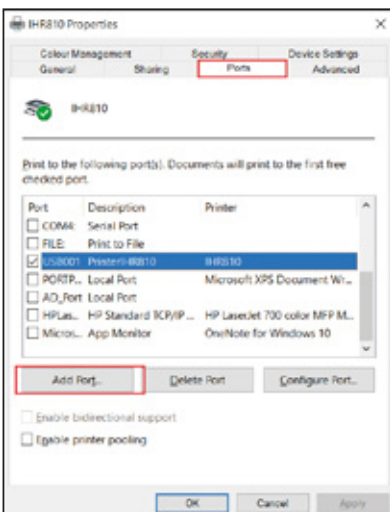 IHR810 Properties
Colour Management Security Device Settings
General Sharing Ports Advanced
IHR810
Print to the following port(s). Documents will print to the first free
checked port.
Port Description Printer
COM4: Serial Port
FILE: Print to File
USB001 PrinterIHR810 IHR810
PORTP... Local Port Microsoft XPS Document Wr...
AD_Port Local Port
HPLas... HP Standard TCP/IP ... HP LaserJet 700 color MFP M...
Micros... App Monitor OneNote for Windows 10
Add Port... Delete Port Configure Port...
Enable bidirectional support
Enable printer pooling
OK Cancel Apply